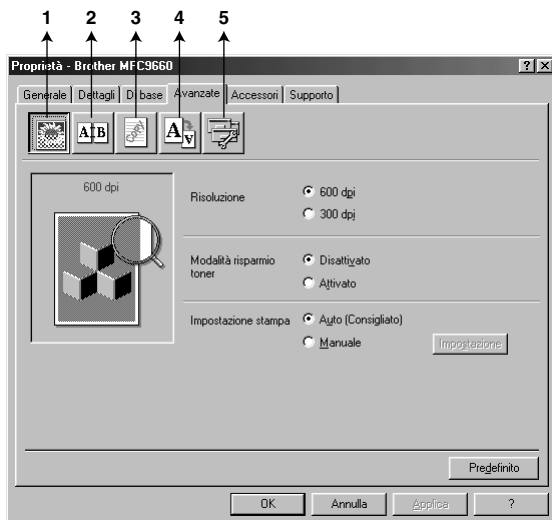 1 2 3 4 5
Proprietà - Brother MFC9660
Generale Dettagli Di base Avanzate Accessori Supporto
A B Copy A A
600 dpi
Risoluzione
600 dpi
300 dpi
Modalità risparmio toner
Disattivato
Attivato
Impostazione stampa
Auto (Consigliato)
Manuale
Impostazione
Predefinito
OK Annulla Applica ?